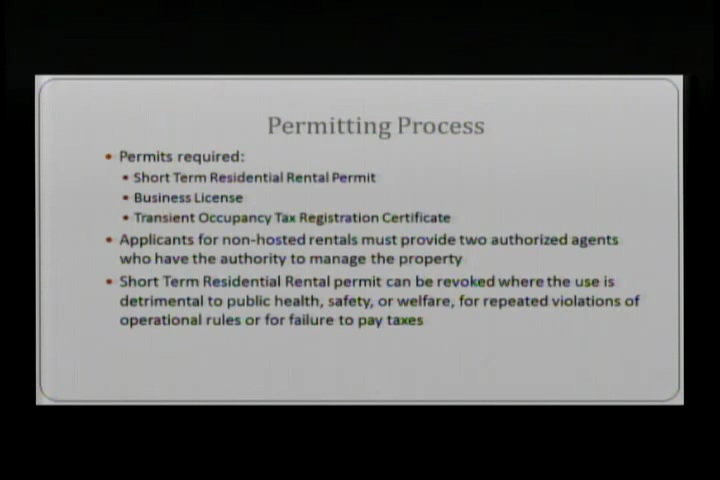 Permitting Process
• Permits required:
• Short Term Residential Rental Permit
• Business License
• Transient Occupancy Tax Registration Certificate
• Applicants for non-hosted rentals must provide two authorized agents
who have the authority to manage the property
• Short Term Residential Rental permit can be revoked where the use is
detrimental to public health, safety, or welfare, for repeated violations of
operational rules or for failure to pay taxes